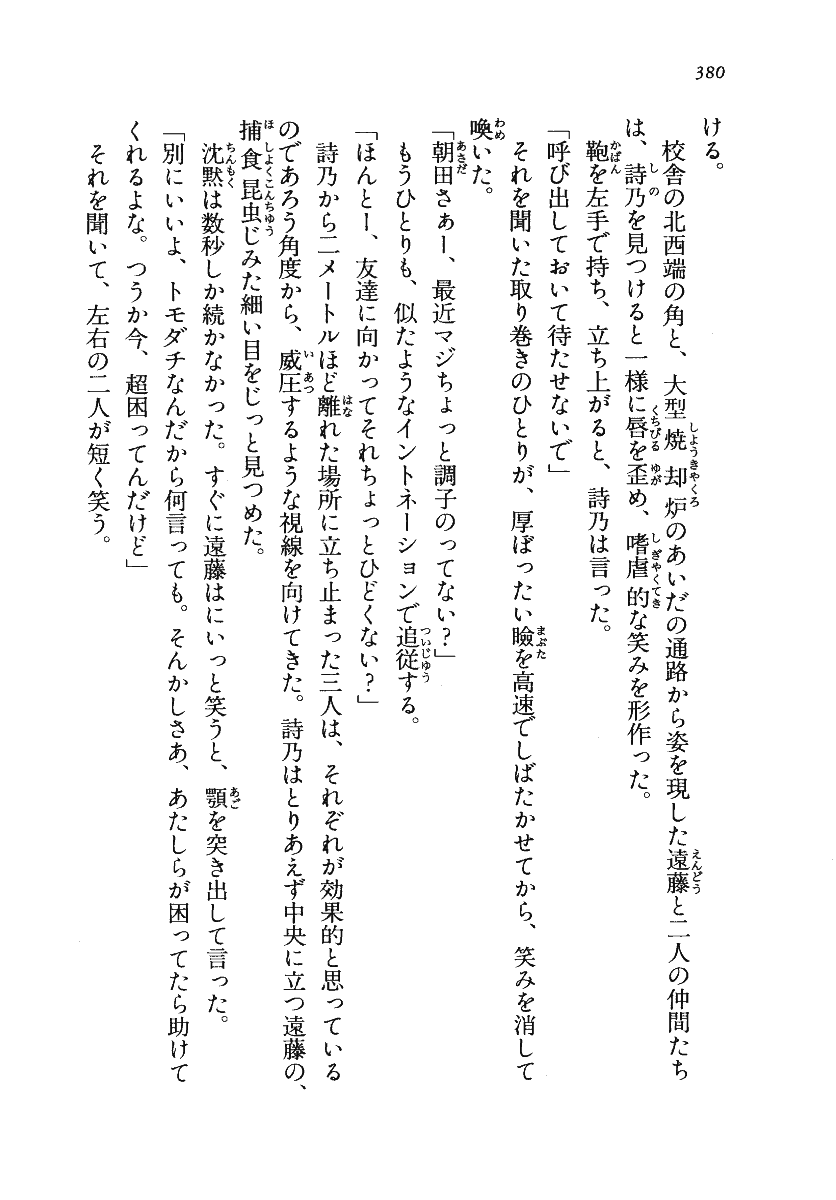 380
ける。
校舎の北西端の角と、大型焼却炉のあいだの通路から姿を現した遠藤と二人の仲間たち
は、詩乃を見つけると一様に唇を歪め、嗜虐的な笑みを形作った。
鞄を左手で持ち、立ち上がると、詩乃は言った。
「呼び出しておいて待たせないで」
それを聞いた取り巻きのひとりが、厚ぼったい瞼を高速でしばたかせてから、笑みを消して
喚いた。
「朝田さぁー、最近マジちょっと調子のってない？」
もうひとりも、似たようなイントネーションで追従する。
「ほんとー、友達に向かってそれちょっとひどくない？」
詩乃から二メートルほど離れた場所に立ち止まった三人は、それぞれが効果的と思っている
のであろう角度から、威圧するような視線を向けてきた。詩乃はとりあえず中央に立つ遠藤の、
捕食昆虫じみた細い目をじっと見つめた。
沈黙は数秒しか続かなかった。すぐに遠藤はにいっと笑うと、顎を突き出して言った。
「別にいいよ、トモダチなんだから何言っても。そんかしさあ、あたしらが困ってたら助けて
くれるよな。つうか今、超困ってんだけど」
それを聞いて、左右の二人が短く笑う。